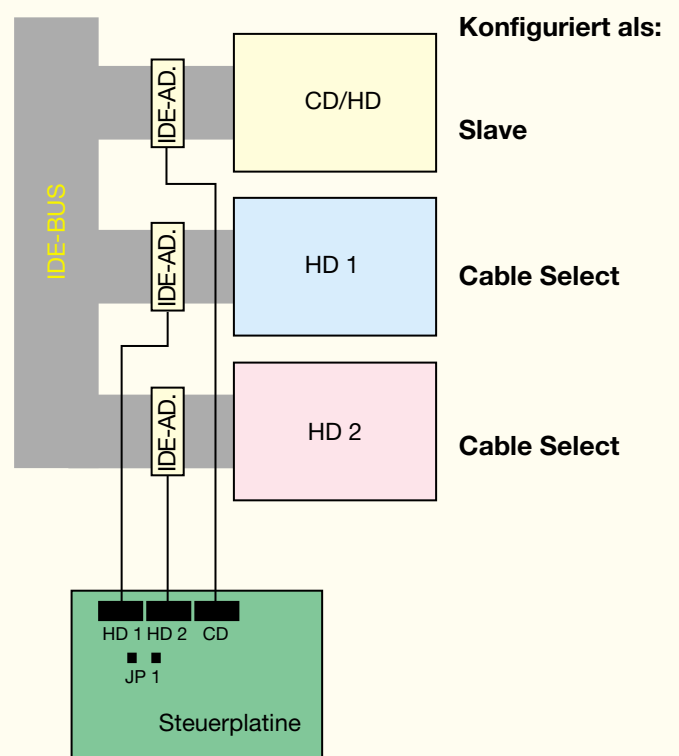 Konfiguriert als:
IDE-BUS
IDE-AD.
CD/HD
Slave
IDE-AD.
HD 1
Cable Select
IDE-AD.
HD 2
Cable Select
HD 1 HD 2 CD
JP 1
Steuerplatine